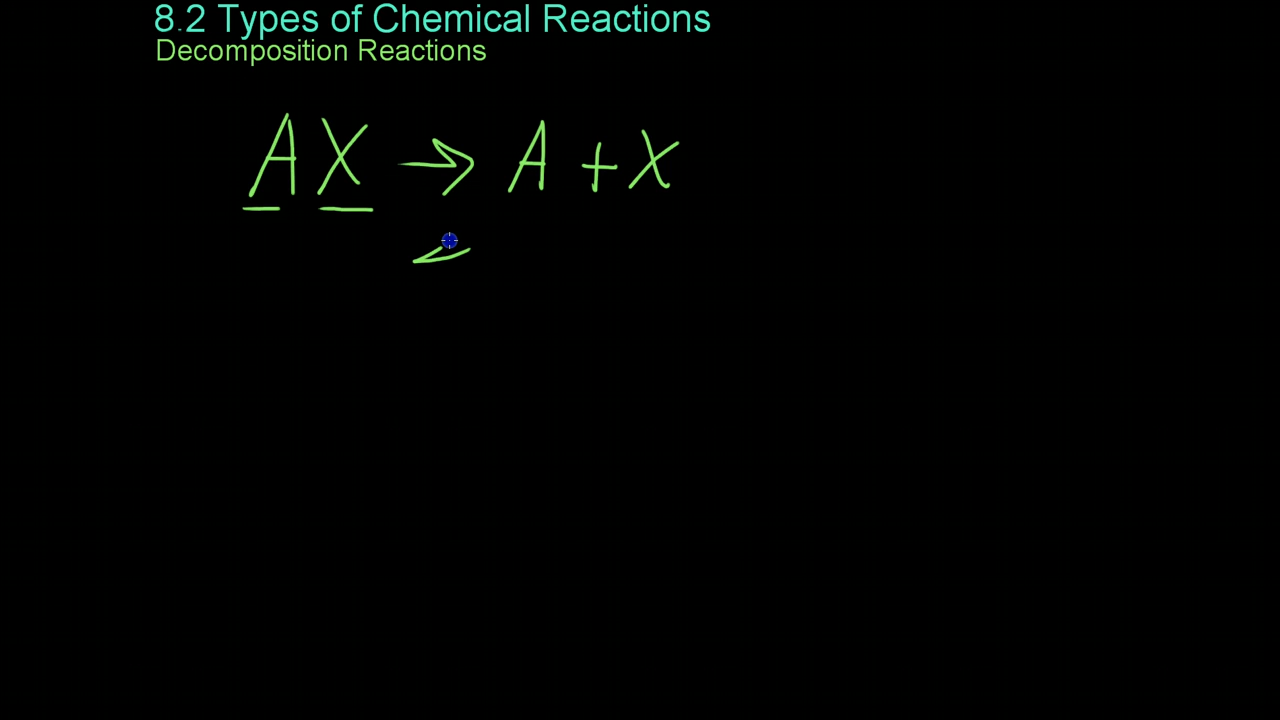 8.2 Types of Chemical Reactions
Decomposition Reactions
AX → A + X